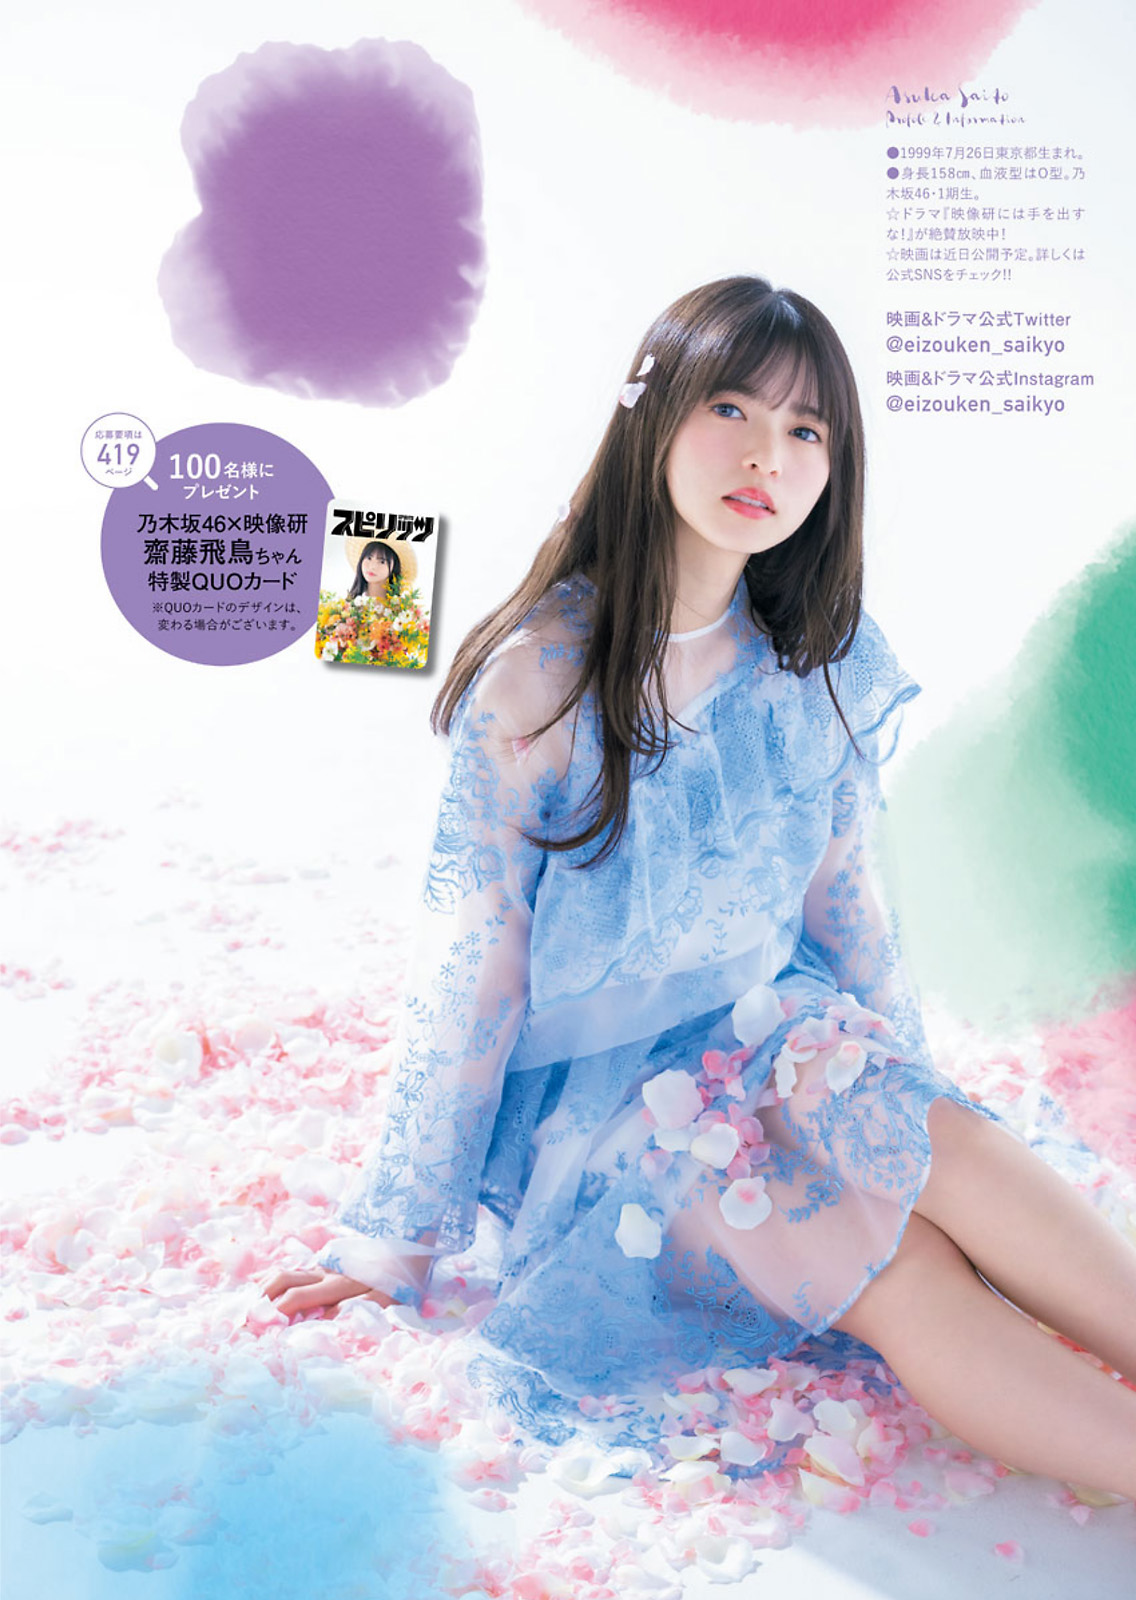 Asuka Saito
Profile & Information
●1999年7月26日東京都生まれ。
●身長158㎝、血液型はO型。乃
木坂46・1期生。
☆ドラマ『映像研には手を出す
な!』が絶賛放映中!
☆映画は近日公開予定。詳しくは
公式SNSをチェック!!
映画&ドラマ公式Twitter
@eizouken_saikyo
映画&ドラマ公式Instagram
@eizouken_saikyo
応募要項は
419
ページ
100名様に
プレゼント
乃木坂46×映像研
齋藤飛鳥ちゃん
特製QUOカード
※QUOカードのデザインは、
変わる場合がございます。
スピリッツ